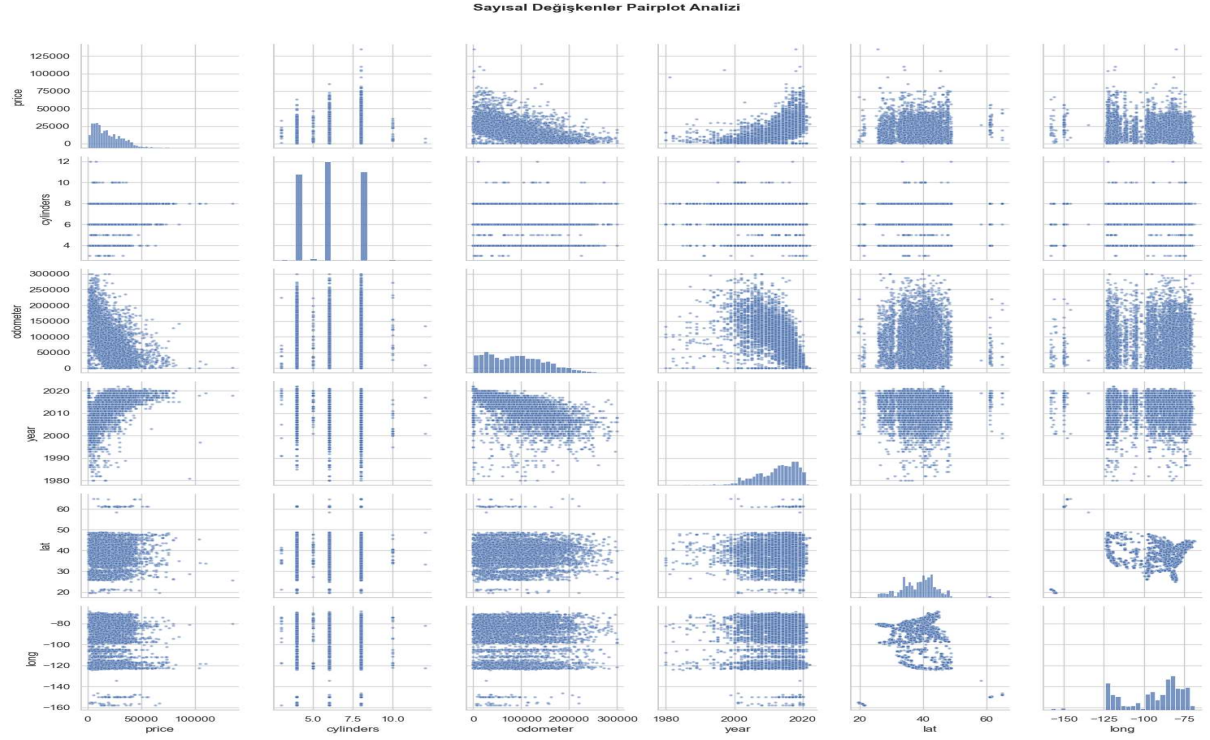 Sayısal Değişkenler Pairplot Analizi
125000
100000
75000
50000
25000
0
price
12
10
8
6
4
cylinders
300000
250000
200000
150000
100000
50000
0
odometer
2020
2010
2000
1990
1980
year
60
50
40
30
20
lat
−80
−100
−120
−140
−160
long
0 50000 100000
5.0 7.5 10.0
0 100000 200000 300000
1980 2000 2020
20 40 60
−150 −125 −100 −75
price cylinders odometer year lat long